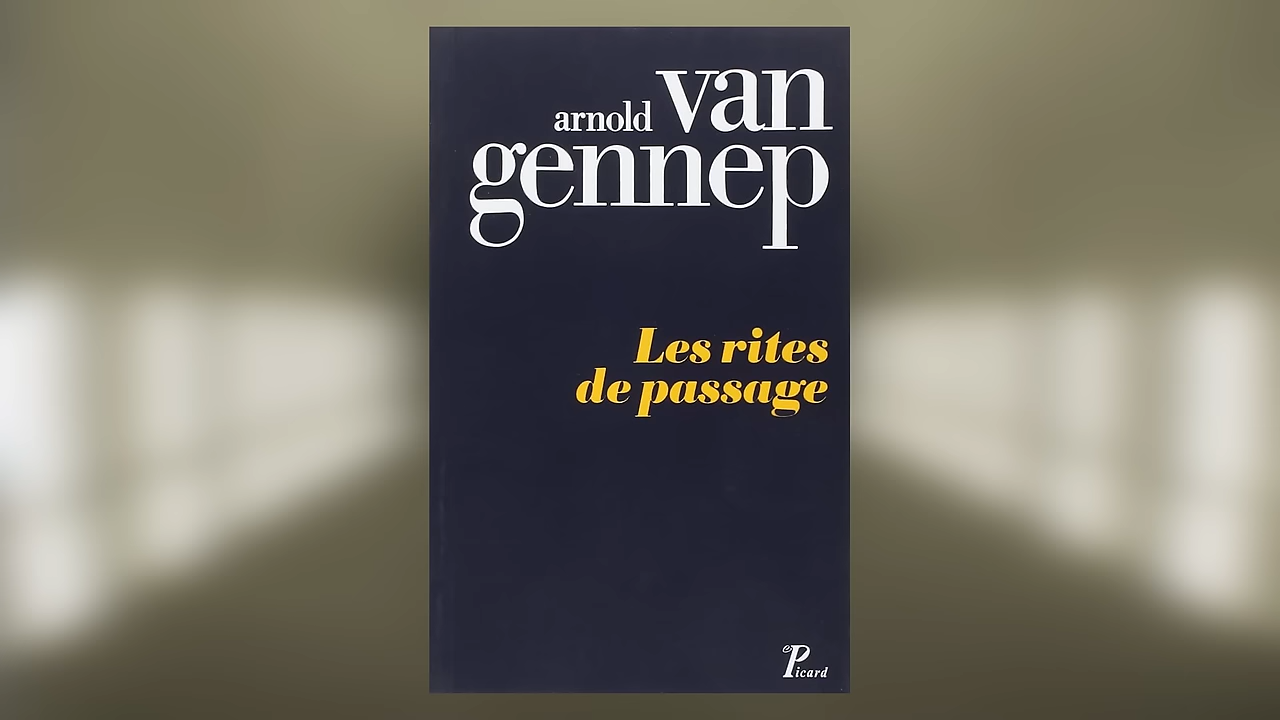 arnold van
gennep
Les rites
de passage
Picard